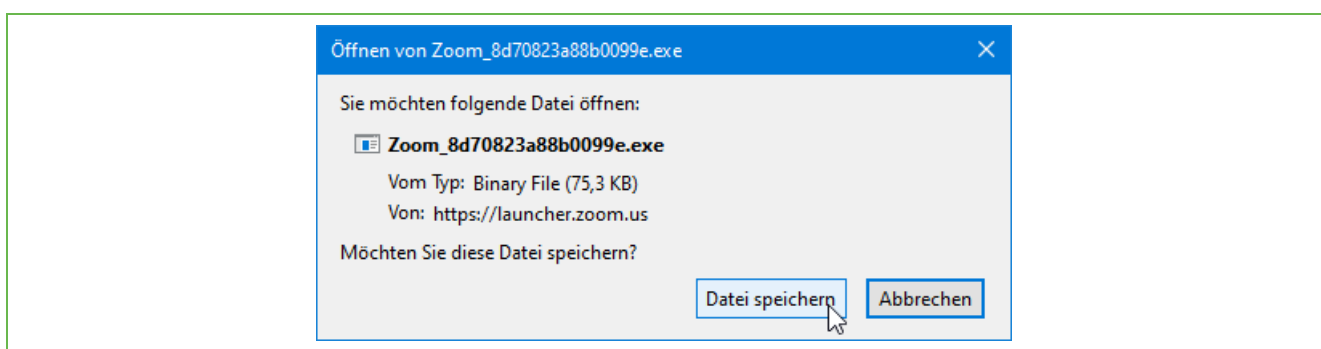 Öffnen von Zoom_8d70823a88b0099e.exe
Sie möchten folgende Datei öffnen:
Zoom_8d70823a88b0099e.exe
Vom Typ: Binary File (75,3 KB)
Von: https://launcher.zoom.us
Möchten Sie diese Datei speichern?
Datei speichern Abbrechen